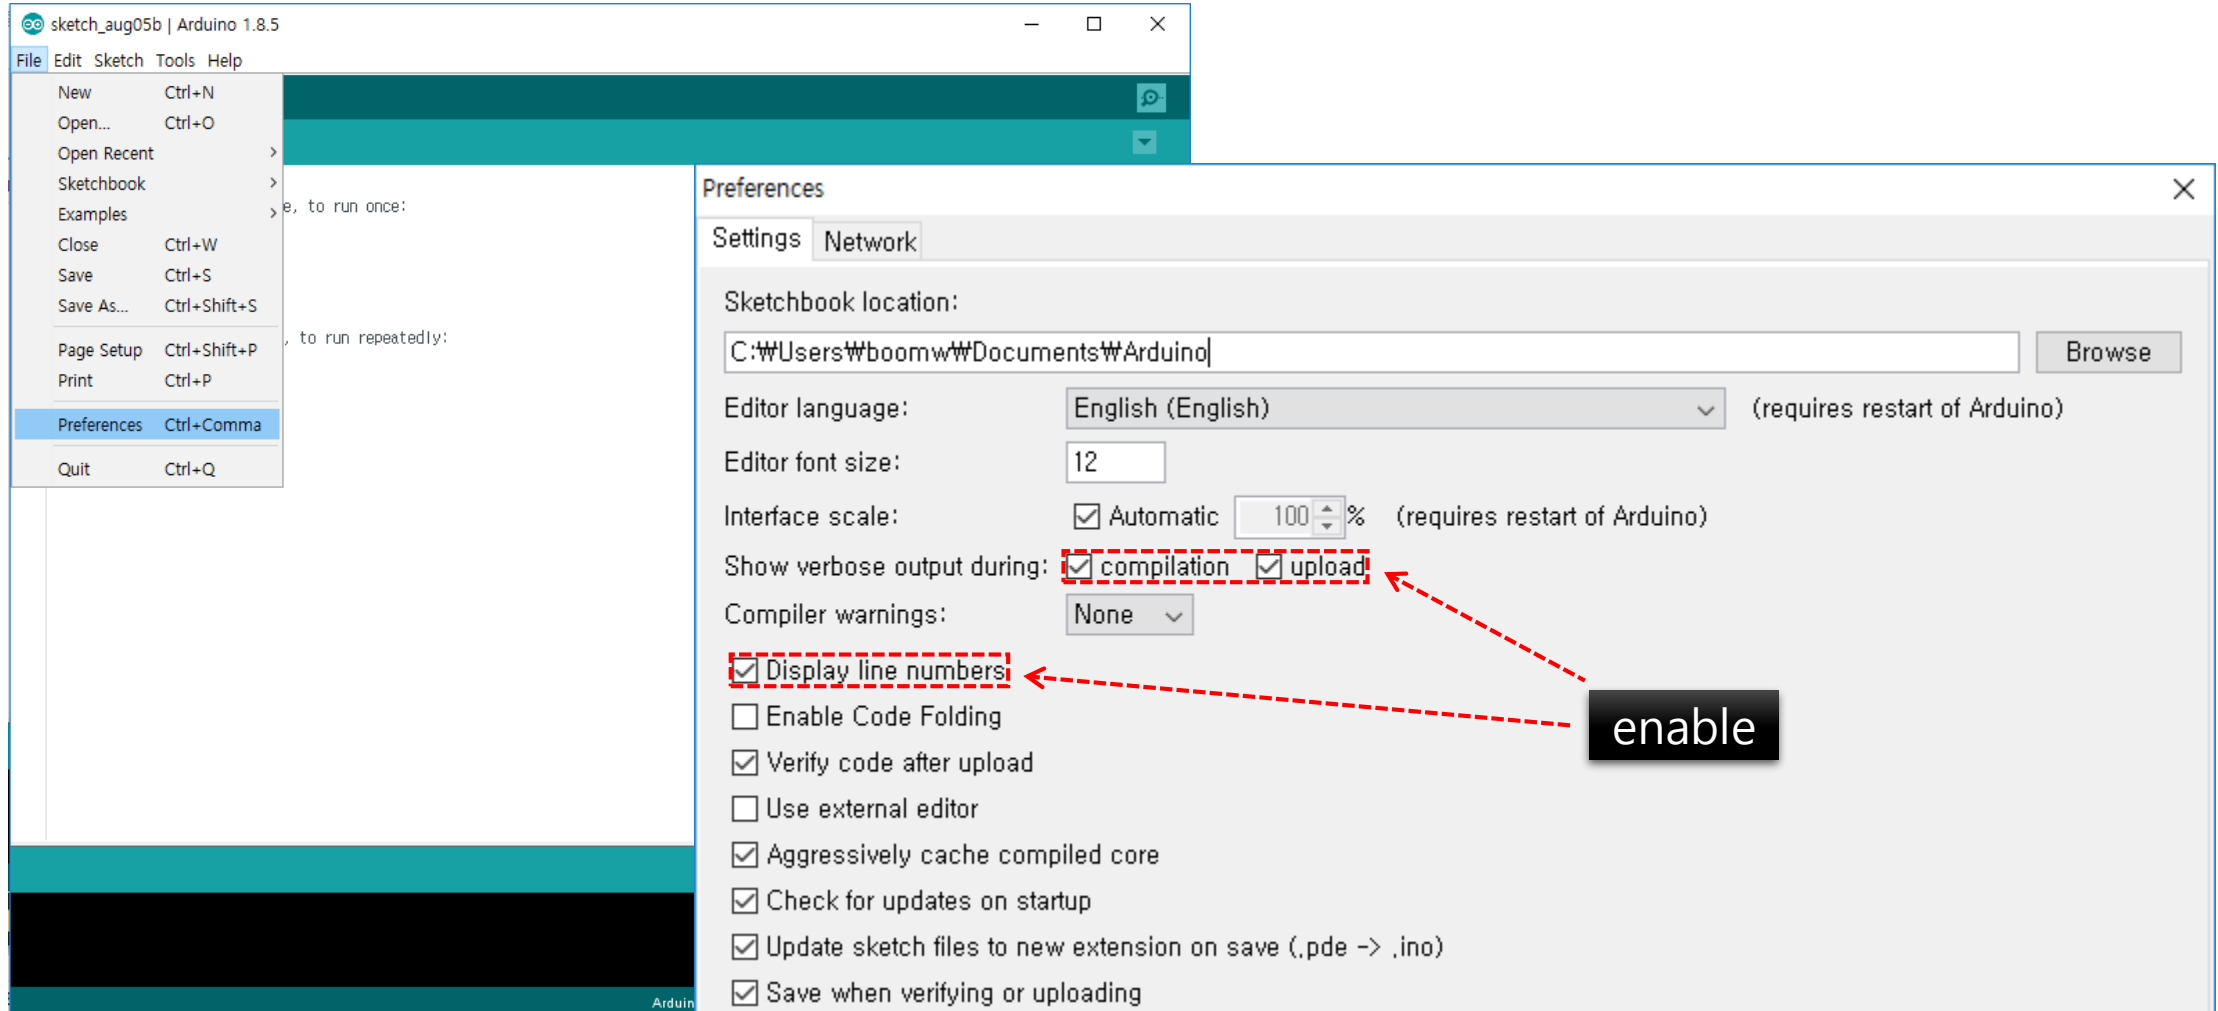 sketch_aug05b | Arduino 1.8.5
File Edit Sketch Tools Help
New Ctrl+N
Open... Ctrl+O
Open Recent
Sketchbook
Examples
Close Ctrl+W
Save Ctrl+S
Save As... Ctrl+Shift+S
Page Setup Ctrl+Shift+P
Print Ctrl+P
Preferences Ctrl+Comma
Quit Ctrl+Q
e, to run once:
, to run repeatedly:
Arduin
Preferences
Settings Network
Sketchbook location:
C:₩Users₩boomw₩Documents₩Arduino
Browse
Editor language: English (English) (requires restart of Arduino)
Editor font size: 12
Interface scale: Automatic 100 % (requires restart of Arduino)
Show verbose output during: compilation upload
Compiler warnings: None
Display line numbers
Enable Code Folding
Verify code after upload
Use external editor
Aggressively cache compiled core
Check for updates on startup
Update sketch files to new extension on save (.pde -> .ino)
Save when verifying or uploading
enable